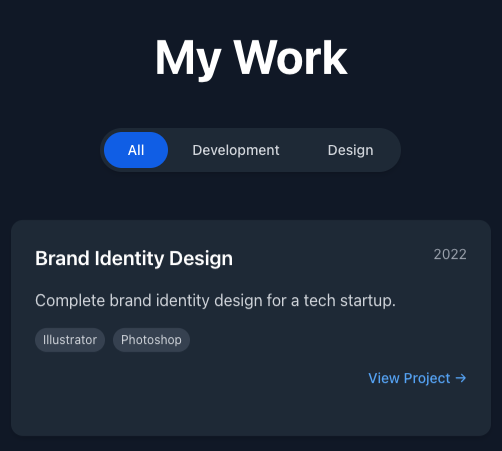 My Work
All Development Design
Brand Identity Design 2022
Complete brand identity design for a tech startup.
Illustrator Photoshop
View Project →